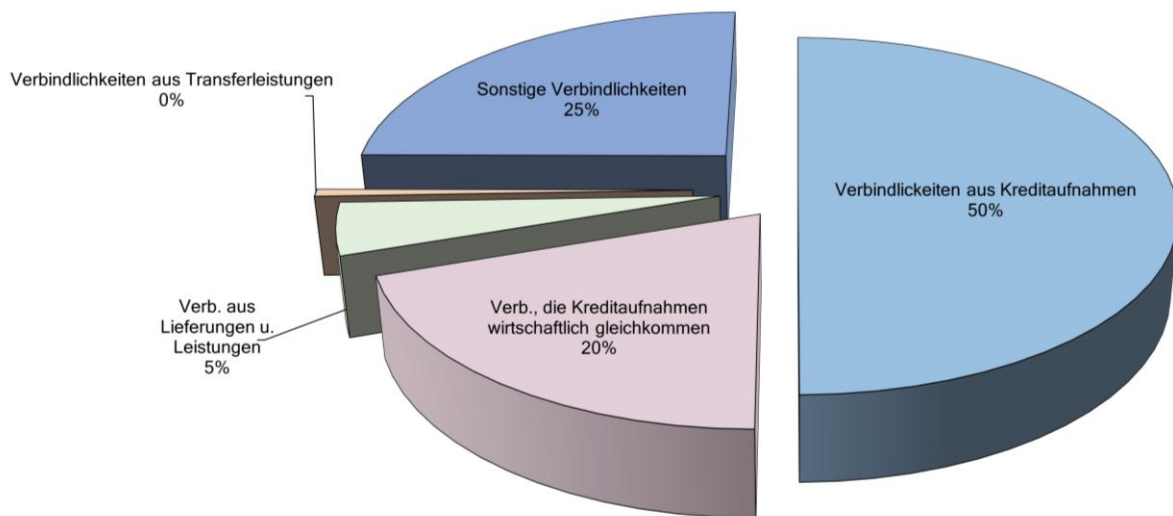 Verbindlichkeiten aus Transferleistungen
0%
Sonstige Verbindlichkeiten
25%
Verbindlickeiten aus Kreditaufnahmen
50%
Verb. aus
Lieferungen u.
Leistungen
5%
Verb., die Kreditaufnahmen
wirtschaftlich gleichkommen
20%